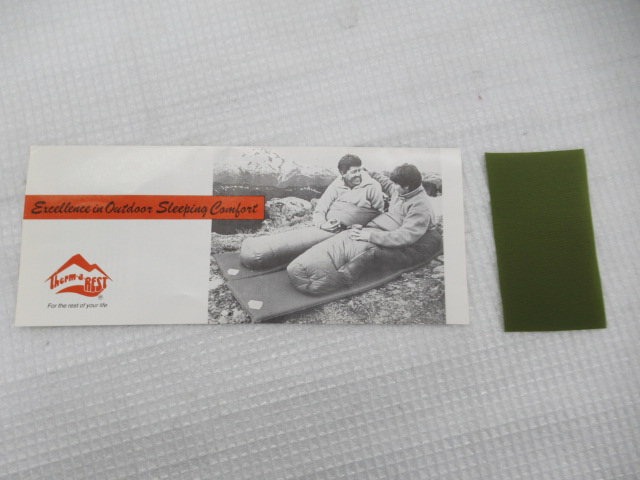 Excellence in Outdoor Sleeping Comfort
Therm-a
REST
®
For the rest of your life